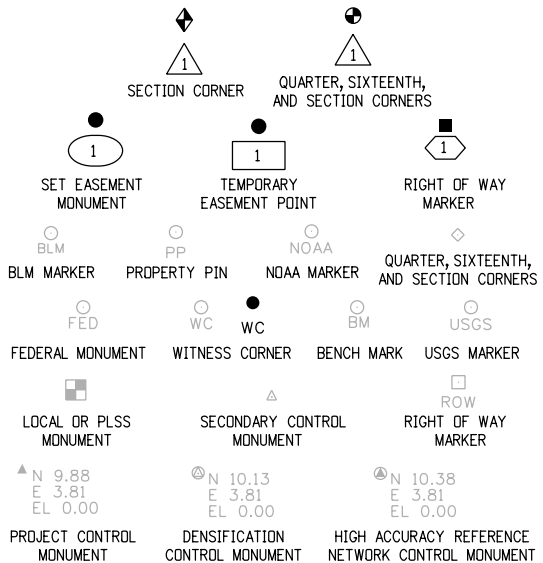 1
1
SECTION CORNER
QUARTER, SIXTEENTH,
AND SECTION CORNERS
1
1
1
SET EASEMENT
MONUMENT
TEMPORARY
EASEMENT POINT
RIGHT OF WAY
MARKER
BLM
PP
NOAA
BLM MARKER
PROPERTY PIN
NOAA MARKER
QUARTER, SIXTEENTH,
AND SECTION CORNERS
FED
WC
WC
BM
USGS
FEDERAL MONUMENT
WITNESS CORNER
BENCH MARK
USGS MARKER
ROW
LOCAL OR PLSS
MONUMENT
SECONDARY CONTROL
MONUMENT
RIGHT OF WAY
MARKER
N 9.88
E 3.81
EL 0.00
N 10.13
E 3.81
EL 0.00
N 10.38
E 3.81
EL 0.00
PROJECT CONTROL
MONUMENT
DENSIFICATION
CONTROL MONUMENT
HIGH ACCURACY REFERENCE
NETWORK CONTROL MONUMENT